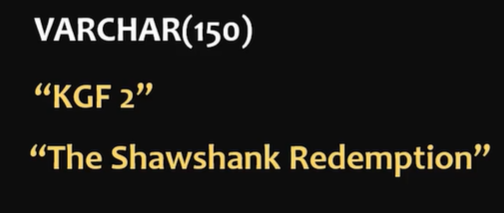 VARCHAR(150)
“KGF 2”
“The Shawshank Redemption”